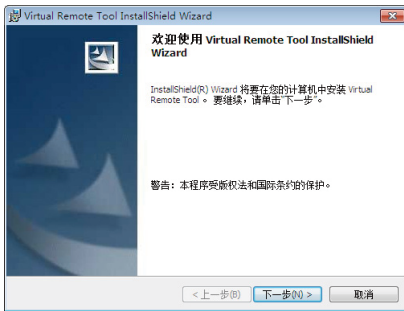 Virtual Remote Tool InstallShield Wizard
欢迎使用 Virtual Remote Tool InstallShield
Wizard
InstallShield(R) Wizard 将要在您的计算机中安装 Virtual
Remote Tool 。 要继续，请单击“下一步”。
警告：本程序受版权法和国际条约的保护。
<上一步(B) 下一步(N) > 取消